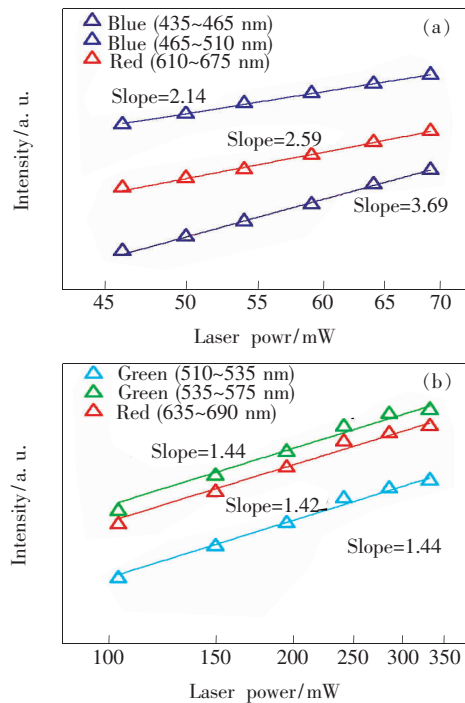 Blue (435~465 nm)
Blue (465~510 nm)
Red (610~675 nm)
(a)
Slope=2.14
Slope=2.59
Slope=3.69
Intensity/a. u.
45 50 55 60 65 70
Laser powr/mW
Green (510~535 nm)
Green (535~575 nm)
Red (635~690 nm)
(b)
Slope=1.44
Slope=1.42
Slope=1.44
Intensity/a. u.
100 150 200 250 300 350
Laser power/mW